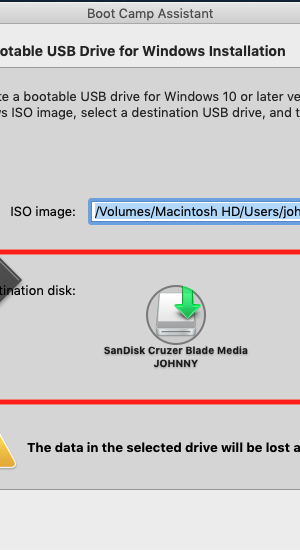 Boot Camp Assistant
otable USB Drive for Windows Installation
te a bootable USB drive for Windows 10 or later ve
s ISO image, select a destination USB drive, and t
ISO image:
/Volumes/Macintosh HD/Users/joh
tination disk:
SanDisk Cruzer Blade Media
JOHNNY
The data in the selected drive will be lost a